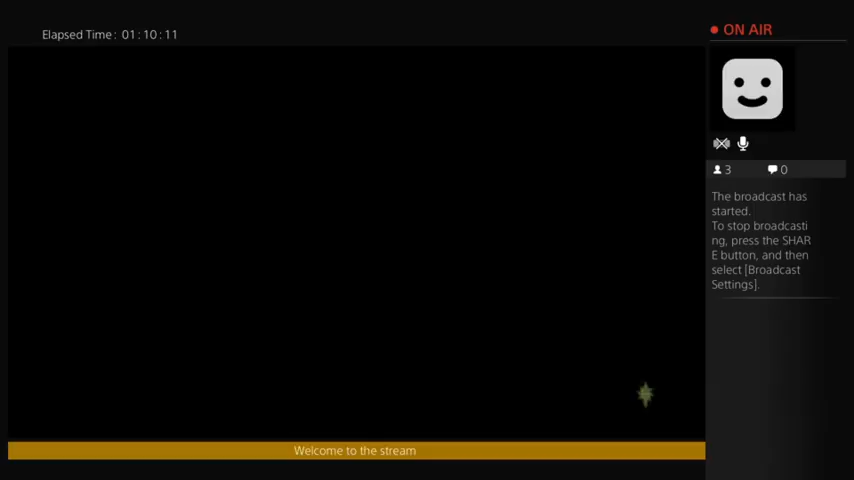 Elapsed Time: 01:10:11
ON AIR
3 0
The broadcast has
started.
To stop broadcasti
ng, press the SHAR
E button, and then
select [Broadcast
Settings].
Welcome to the stream